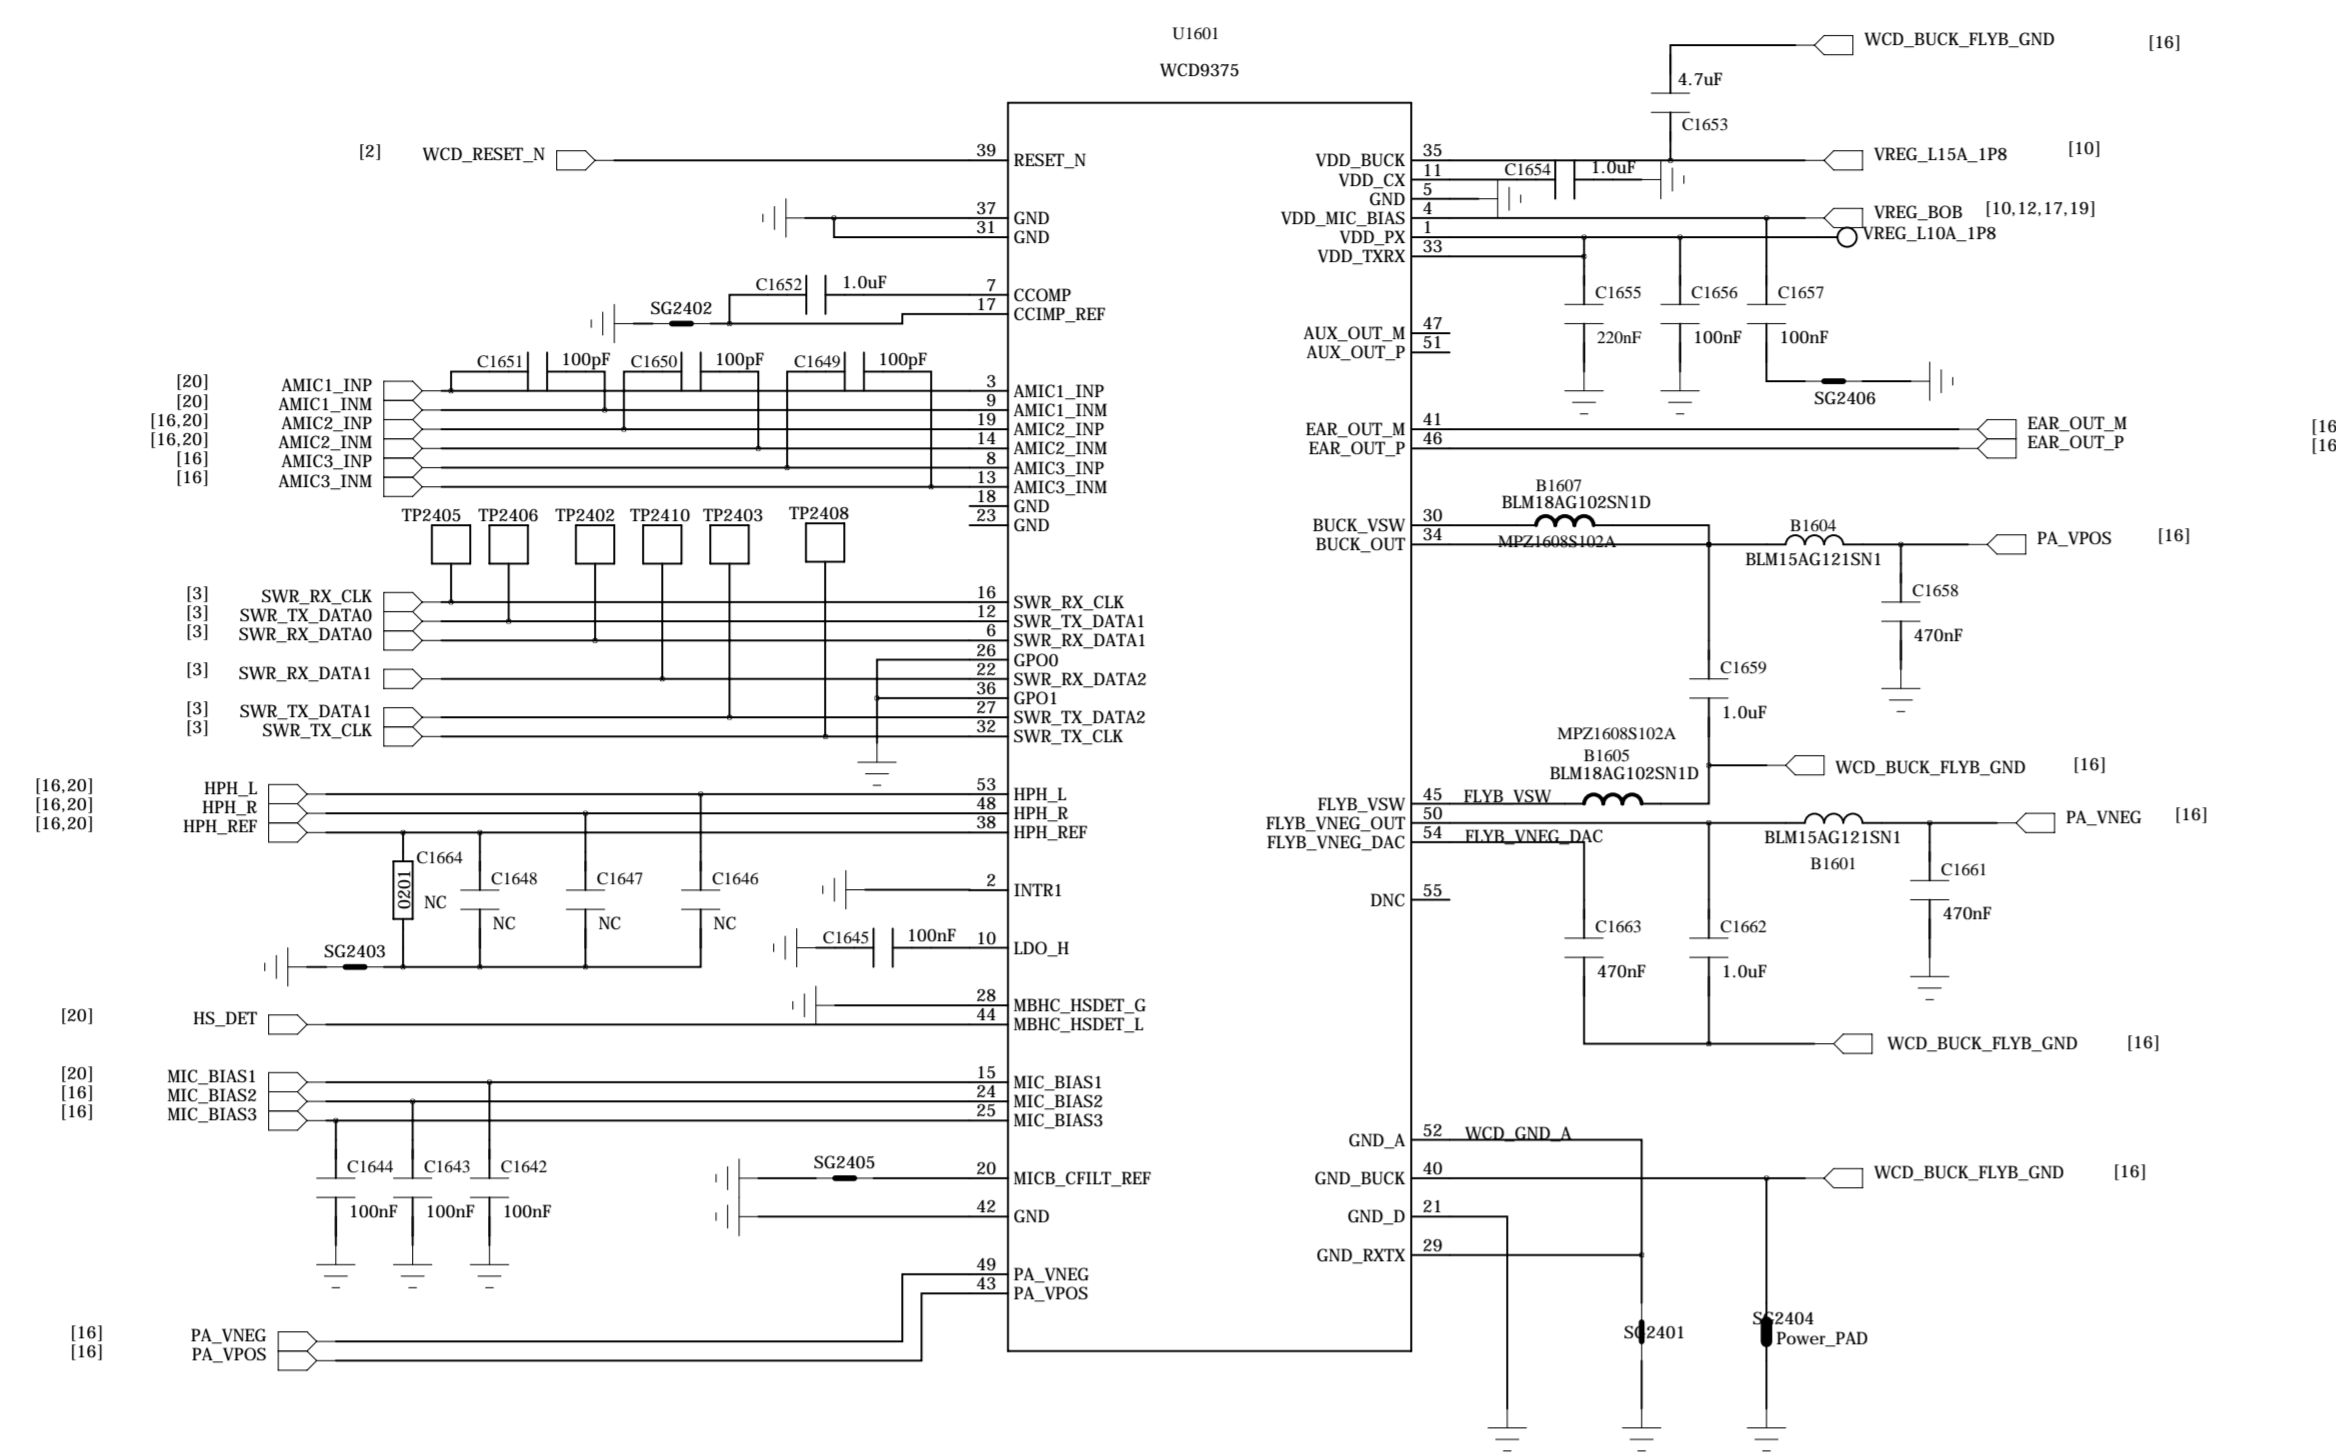 U1601
WCD9375
WCD_BUCK_FLYB_GND [16]
4.7uF
C1653
[2] WCD_RESET_N 39 RESET_N
VDD_BUCK 35 VREG_L15A_1P8 [10]
VDD_CX 11 C1654 1.0uF
GND 5
37 GND
31 GND
VDD_MIC_BIAS 4 VREG_BOB [10,12,17,19]
VDD_PX 1 VREG_L10A_1P8
VDD_TXRX 33
C1652 1.0uF 7 CCOMP
SG2402 17 CCIMP_REF
C1655 C1656 C1657
220nF 100nF 100nF
SG2406
AUX_OUT_M 47
AUX_OUT_P 51
C1651 100pF C1650 100pF C1649 100pF
[20] AMIC1_INP 3 AMIC1_INP
[20] AMIC1_INM 9 AMIC1_INM
[16,20] AMIC2_INP 19 AMIC2_INP
[16,20] AMIC2_INM 14 AMIC2_INM
[16] AMIC3_INP 8 AMIC3_INP
[16] AMIC3_INM 13 AMIC3_INM
18 GND
23 GND
EAR_OUT_M 41 EAR_OUT_M [16
EAR_OUT_P 46 EAR_OUT_P [16
TP2405 TP2406 TP2402 TP2410 TP2403 TP2408
B1607
BLM18AG102SN1D
BUCK_VSW 30
BUCK_OUT 34 MPZ1608S102A
B1604
BLM15AG121SN1
PA_VPOS [16]
C1658
470nF
[3] SWR_RX_CLK 16 SWR_RX_CLK
[3] SWR_TX_DATA0 12 SWR_TX_DATA1
[3] SWR_RX_DATA0 6 SWR_RX_DATA1
26 GPO0
[3] SWR_RX_DATA1 22 SWR_RX_DATA2
36 GPO1
[3] SWR_TX_DATA1 27 SWR_TX_DATA2
[3] SWR_TX_CLK 32 SWR_TX_CLK
C1659
1.0uF
MPZ1608S102A
B1605
BLM18AG102SN1D
WCD_BUCK_FLYB_GND [16]
[16,20] HPH_L 53 HPH_L
[16,20] HPH_R 48 HPH_R
[16,20] HPH_REF 38 HPH_REF
FLYB_VSW 45 FLYB_VSW
FLYB_VNEG_OUT 50
FLYB_VNEG_DAC 54 FLYB_VNEG_DAC
BLM15AG121SN1
B1601
PA_VNEG [16]
C1661
470nF
C1664 C1648 C1647 C1646
0201 NC NC NC NC
SG2403
2 INTR1
DNC 55
C1645 100nF 10 LDO_H
C1663 C1662
470nF 1.0uF
28 MBHC_HSDET_G
[20] HS_DET 44 MBHC_HSDET_L
WCD_BUCK_FLYB_GND [16]
[20] MIC_BIAS1 15 MIC_BIAS1
[16] MIC_BIAS2 24 MIC_BIAS2
[16] MIC_BIAS3 25 MIC_BIAS3
C1644 C1643 C1642
100nF 100nF 100nF
SG2405 20 MICB_CFILT_REF
42 GND
GND_A 52 WCD_GND_A
GND_BUCK 40 WCD_BUCK_FLYB_GND [16]
GND_D 21
GND_RXTX 29
49 PA_VNEG
43 PA_VPOS
[16] PA_VNEG
[16] PA_VPOS
SG2401
SG2404
Power_PAD